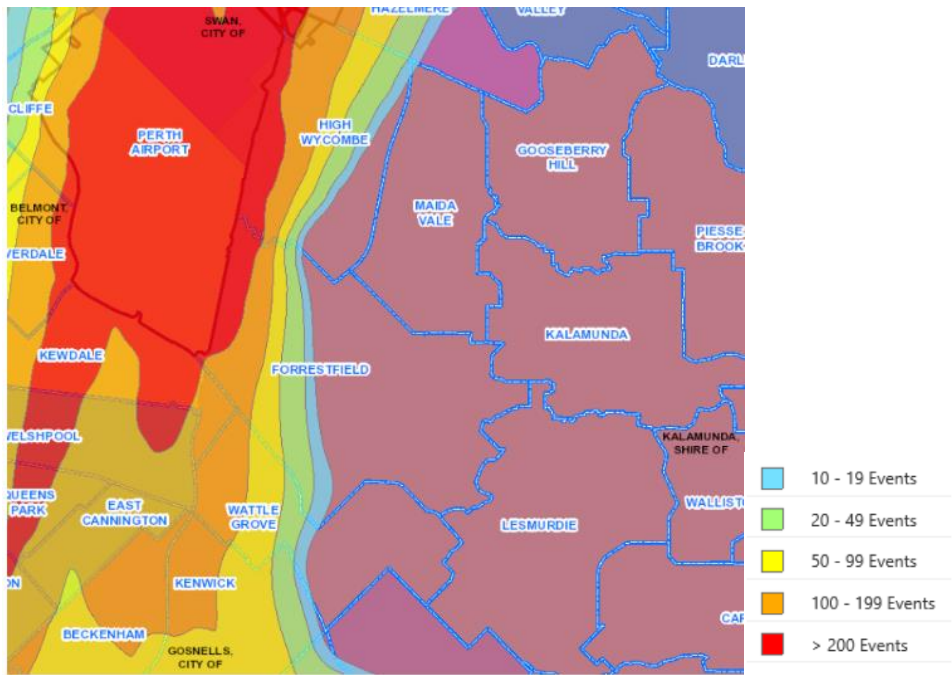 HAZELMERE
VALLEY
SWAN,
CITY OF
DARL
CLIFFE
PERTH
AIRPORT
HIGH
WYCOMBE
GOOSEBERRY
HILL
BELMONT,
CITY OF
MAIDA
VALE
PIESSE
BROOK
VERDALE
KEWDALE
KALAMUNDA
FORRESTFIELD
WELSHPOOL
KALAMUNDA,
SHIRE OF
10 - 19 Events
QUEENS
PARK
EAST
CANNINGTON
WATTLE
GROVE
LESMURDIE
WALLIST
20 - 49 Events
50 - 99 Events
ON
KENWICK
100 - 199 Events
CAR
BECKENHAM
GOSNELLS,
CITY OF
> 200 Events